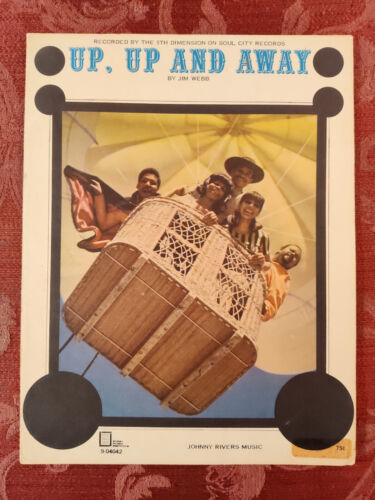 RECORDED BY THE 5TH DIMENSION ON SOUL CITY RECORDS
UP, UP AND AWAY
BY JIM WEBB
9-04642
JOHNNY RIVERS MUSIC
75¢